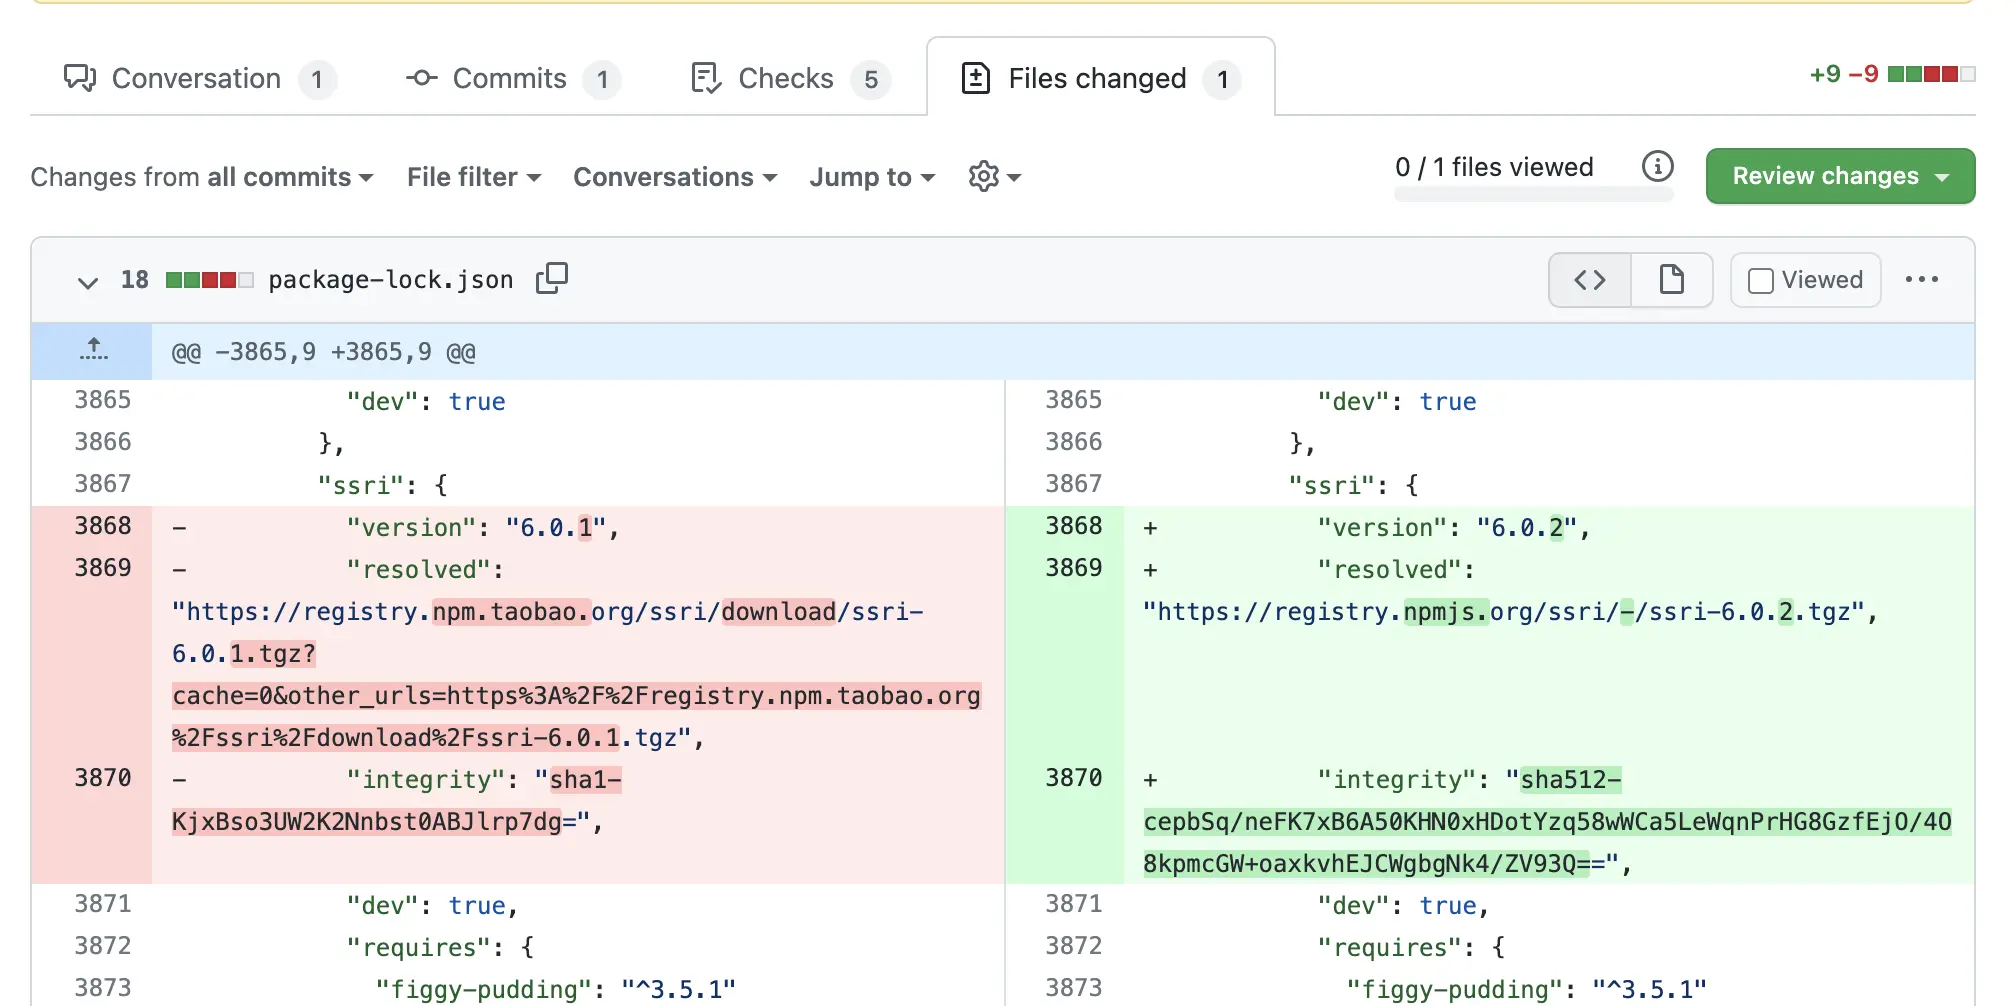 Conversation 1 Commits 1 Checks 5 Files changed 1 +9 −9
Changes from all commits File filter Conversations Jump to 0 / 1 files viewed Review changes
18 package-lock.json Viewed
@@ -3865,9 +3865,9 @@
3865 "dev": true
3866 },
3867 "ssri": {
3868 - "version": "6.0.1",
3869 - "resolved":
"https://registry.npm.taobao.org/ssri/download/ssri-
6.0.1.tgz?
cache=0&other_urls=https%3A%2F%2Fregistry.npm.taobao.org
%2Fssri%2Fdownload%2Fssri-6.0.1.tgz",
3870 - "integrity": "sha1-
KjxBso3UW2K2Nnbst0ABJlrp7dg=",
3871 "dev": true,
3872 "requires": {
3873 "figgy-pudding": "^3.5.1"
3865 "dev": true
3866 },
3867 "ssri": {
3868 + "version": "6.0.2",
3869 + "resolved":
"https://registry.npmjs.org/ssri/-/ssri-6.0.2.tgz",
3870 + "integrity": "sha512-
cepbSq/neFK7xB6A50KHN0xHDotYzq58wWCa5LeWqnPrHG8GzfEjO/4O
8kpmcGW+oaxkvhEJCWgbgNk4/ZV93Q==",
3871 "dev": true,
3872 "requires": {
3873 "figgy-pudding": "^3.5.1"